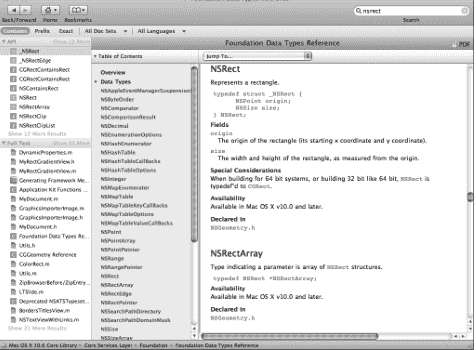 Back/Forward
Home
Bookmarks
nsrect
Search
Contains
Prefix
Exact
All Doc Sets
All Languages
API
Show 12 More
Foundation Data Types Reference
PDF
_NSRect
_NSRectEdge
CGRectContainsRect
CGRectContainsRect
NSContainsRect
NSRect
NSRectArray
NSRectClip
NSRectClipList
Show 12 More Results
Full Text
DynamicProperties.m
MyRectGradientView.h
MyRectGradientView.m
Generating Framework Me
Application Kit Functions
MyDocument.m
GraphicsImporterImage.m
GraphicsImporterImage.h
MyDocument.h
Foundation Data Types Re...
Utils.h
CGGeometry Reference
ColorRect.m
Utils.m
ZipBrowserBefore/ZipEntry...
LTSlide.m
Deprecated NSATSTypeset...
BordersTitlesView.m
NSTextViewWithLinks.m
Show 21 More Results
Table of Contents
Overview
Data Types
NSAppleEventManagerSuspension
NSByteOrder
NSComparator
NSComparisonResult
NSDecimal
NSEnumerationOptions
NSHashEnumerator
NSHashTable
NSHashTableCallBacks
NSHashTableOptions
NSInteger
NSMapEnumerator
NSMapTable
NSMapTableKeyCallBacks
NSMapTableOptions
NSMapTableValueCallBacks
NSPoint
NSPointArray
NSPointPointer
NSRange
NSRangePointer
NSRect
NSRectArray
NSRectEdge
NSRectPointer
NSSearchPathDirectory
NSSearchPathDomainMask
NSSize
NSSizeArray
Jump To...
NSRect
Represents a rectangle.
typedef struct _NSRect {
NSPoint origin;
NSSize size;
} NSRect;
Fields
origin
The origin of the rectangle (its starting x coordinate and y coordinate).
size
The width and height of the rectangle, as measured from the origin.
Special Considerations
When building for 64 bit systems, or building 32 bit like 64 bit, NSRect is
typedef'd to CGRect.
Availability
Available in Mac OS X v10.0 and later.
Declared In
NSGeometry.h
NSRectArray
Type indicating a parameter is array of NSRect structures.
typedef NSRect *NSRectArray;
Availability
Available in Mac OS X v10.0 and later.
Declared In
NSGeometry.h
Mac OS X 10.6 Core Library › Core Services Layer › Foundation › Foundation Data Types Reference